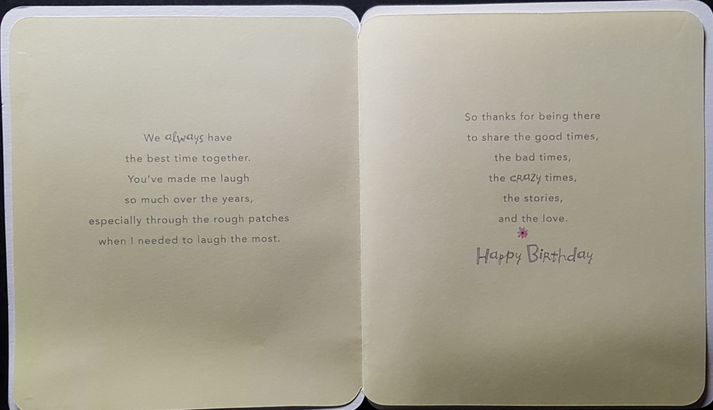 We always have
the best time together.
You've made me laugh
so much over the years,
especially through the rough patches
when I needed to laugh the most.
So thanks for being there
to share the good times,
the bad times,
the CRAZY times,
the stories,
and the love.
Happy Birthday